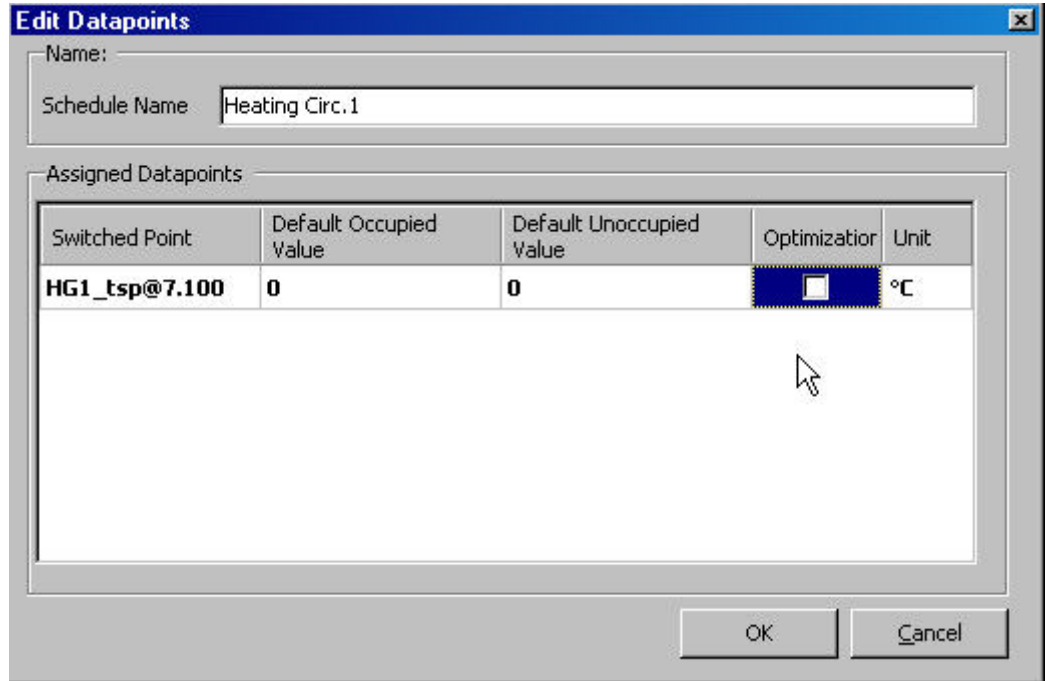 Edit Datapoints
Name:
Schedule Name Heating Circ.1
Assigned Datapoints
Switched Point Default Occupied Value Default Unoccupied Value Optimization Unit
HG1_tsp@7.100 0 0 °C
OK Cancel